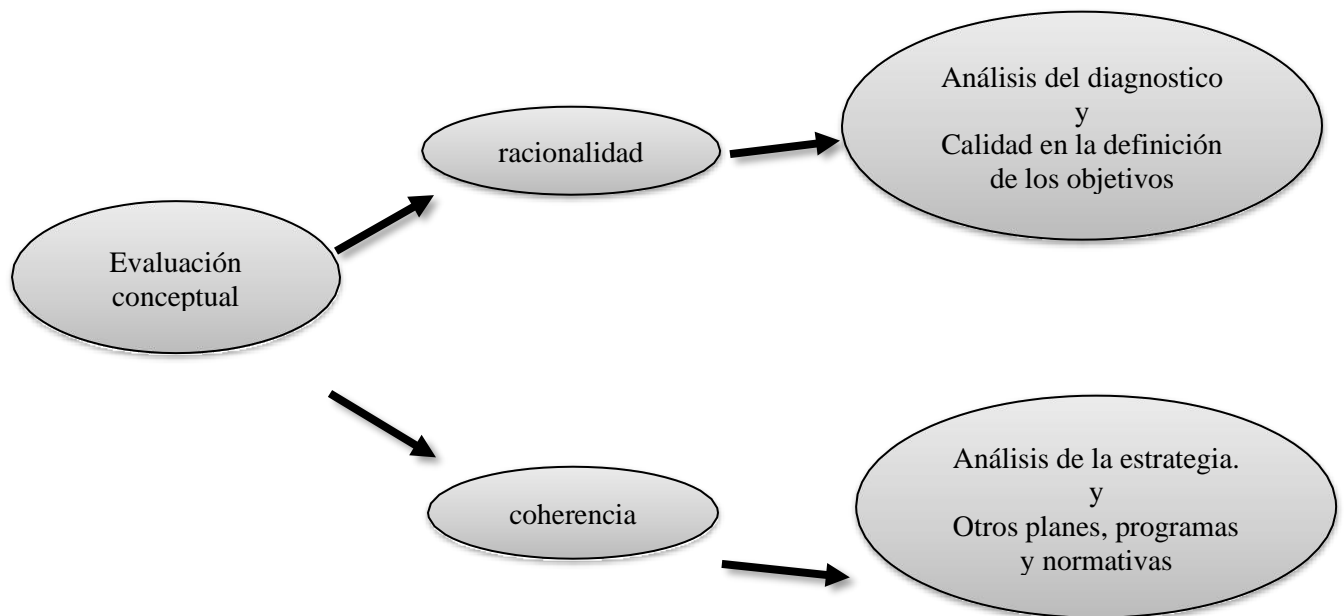 Análisis del diagnostico
y
Calidad en la definición
de los objetivos
racionalidad
Evaluación
conceptual
Análisis de la estrategia.
y
Otros planes, programas
y normativas
coherencia